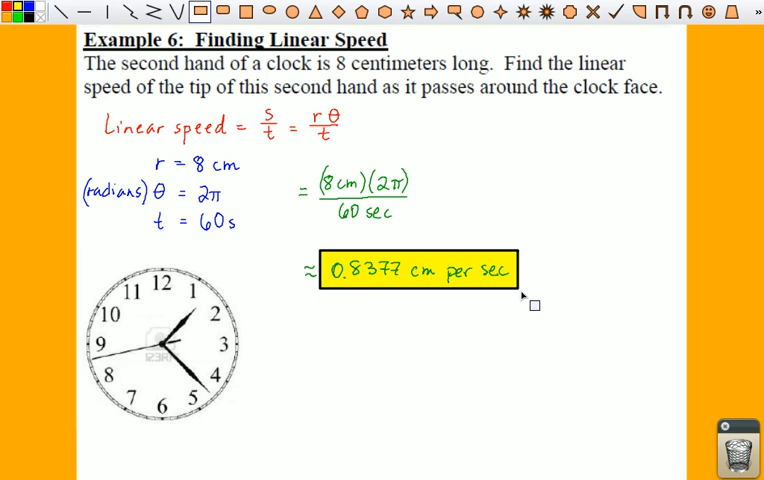 Example 6: Finding Linear Speed
The second hand of a clock is 8 centimeters long. Find the linear
speed of the tip of this second hand as it passes around the clock face.
Linear speed = s/t = rθ/t
r = 8 cm
(radians) θ = 2π
t = 60 s
= (8cm)(2π)/60 sec
≈ 0.8377 cm per sec
12
11 1
10 2
9 3
8 4
7 5
6